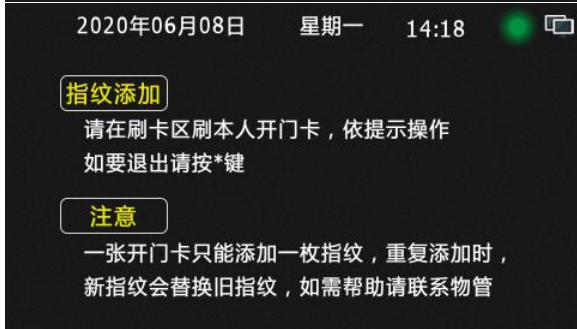 2020年06月08日 星期一 14:18
指纹添加
请在刷卡区刷本人开门卡，依提示操作
如要退出请按*键
注意
一张开门卡只能添加一枚指纹，重复添加时，
新指纹会替换旧指纹，如需帮助请联系物管